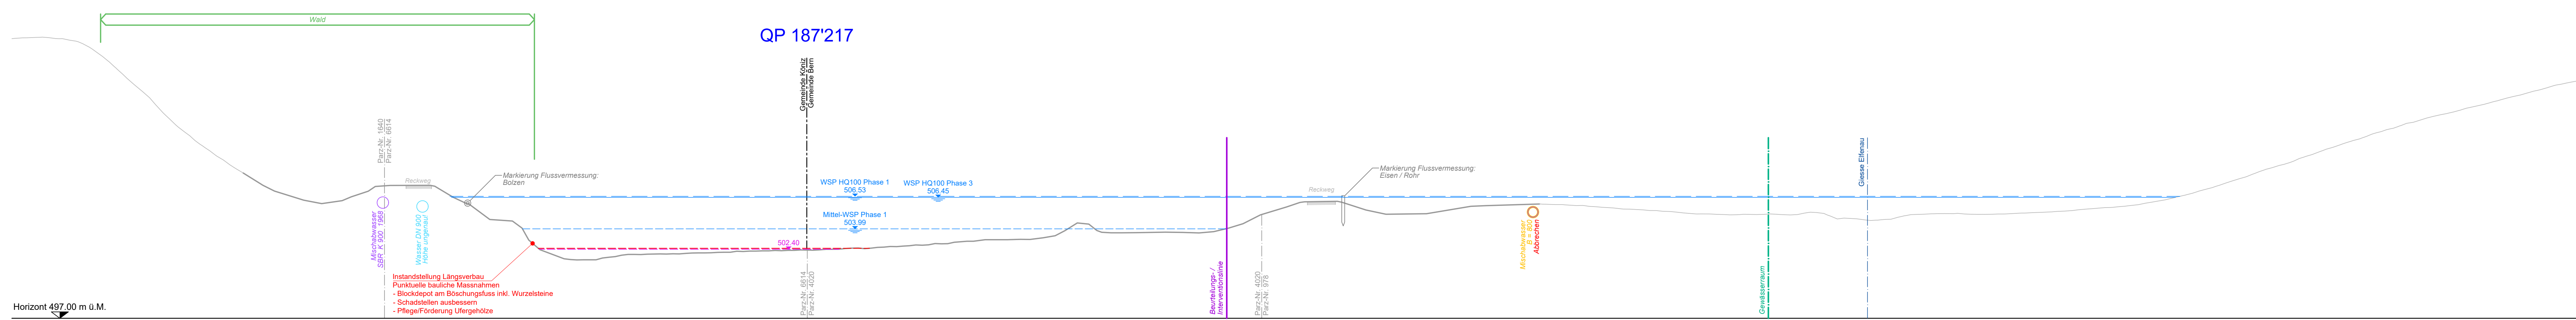 Wald
QP 187'217
Gemeinde Köniz
Gemeinde Bern
Parz-Nr. 1640
Parz-Nr. 6614
Reckweg
Markierung Flussvermessung:
Bolzen
WSP HQ100 Phase 1
506.53
WSP HQ100 Phase 3
506.45
Mittel-WSP Phase 1
503.99
502.40
Reckweg
Markierung Flussvermessung:
Eisen / Rohr
Giesse Elfenau
Mischabwasser
SBR K 900 1968
Wasser DN 900
Höhe ungenau!
Mischabwasser
B = 800
Abbrechen
Instandstellung Längsverbau
Punktuelle bauliche Massnahmen
- Blockdepot am Böschungsfuss inkl. Wurzelsteine
- Schadstellen ausbessern
- Pflege/Förderung Ufergehölze
Parz-Nr. 6614
Parz-Nr. 4020
Beurteilungs- /
Interventionslinie
Parz-Nr. 4020
Parz-Nr. 978
Gewässerraum
Horizont 497.00 m ü.M.